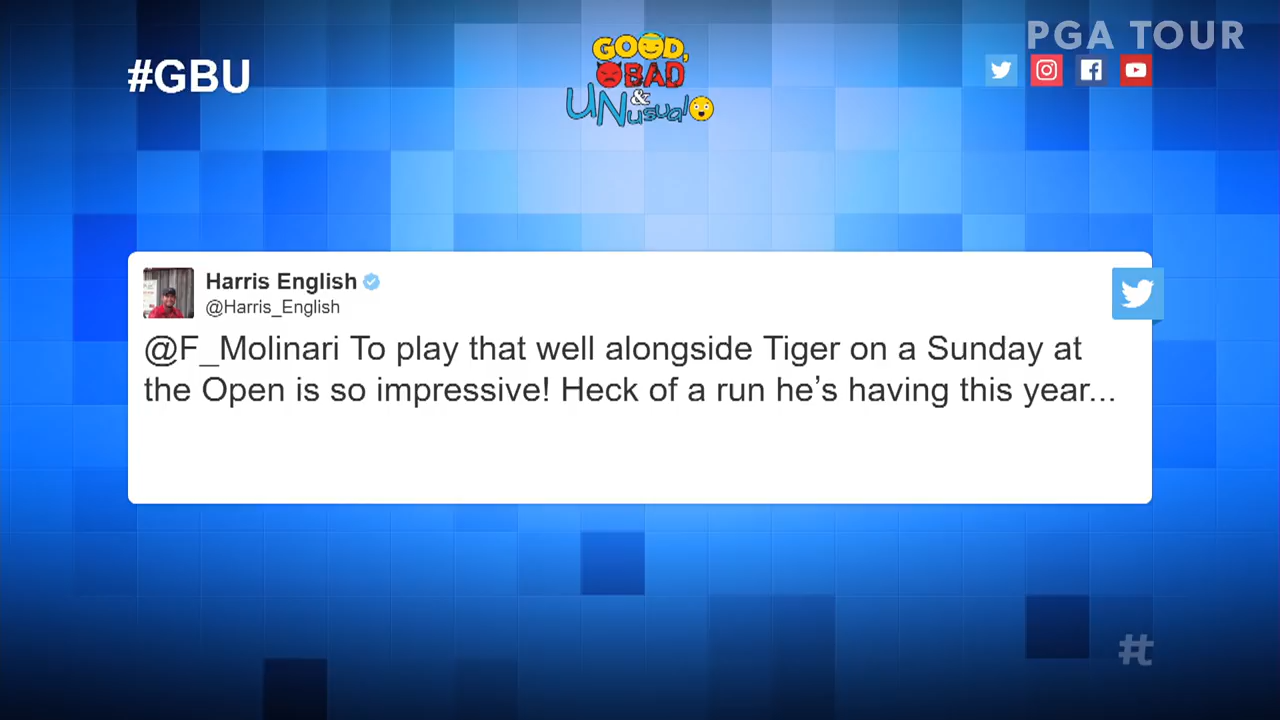 PGA TOUR
#GBU
GOOD,
BAD
&
UNusual
Harris English
@Harris_English
@F_Molinari To play that well alongside Tiger on a Sunday at
the Open is so impressive! Heck of a run he’s having this year...